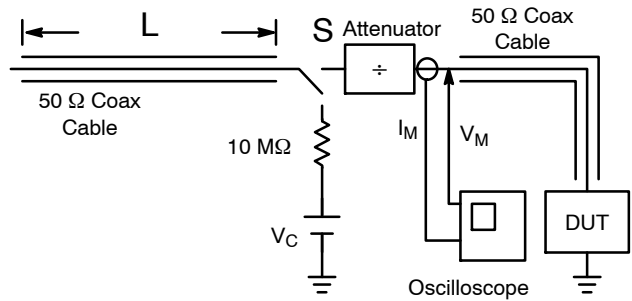 L
S
Attenuator
÷
50 Ω Coax
Cable
50 Ω Coax
Cable
10 MΩ
I_M
V_M
V_C
DUT
Oscilloscope